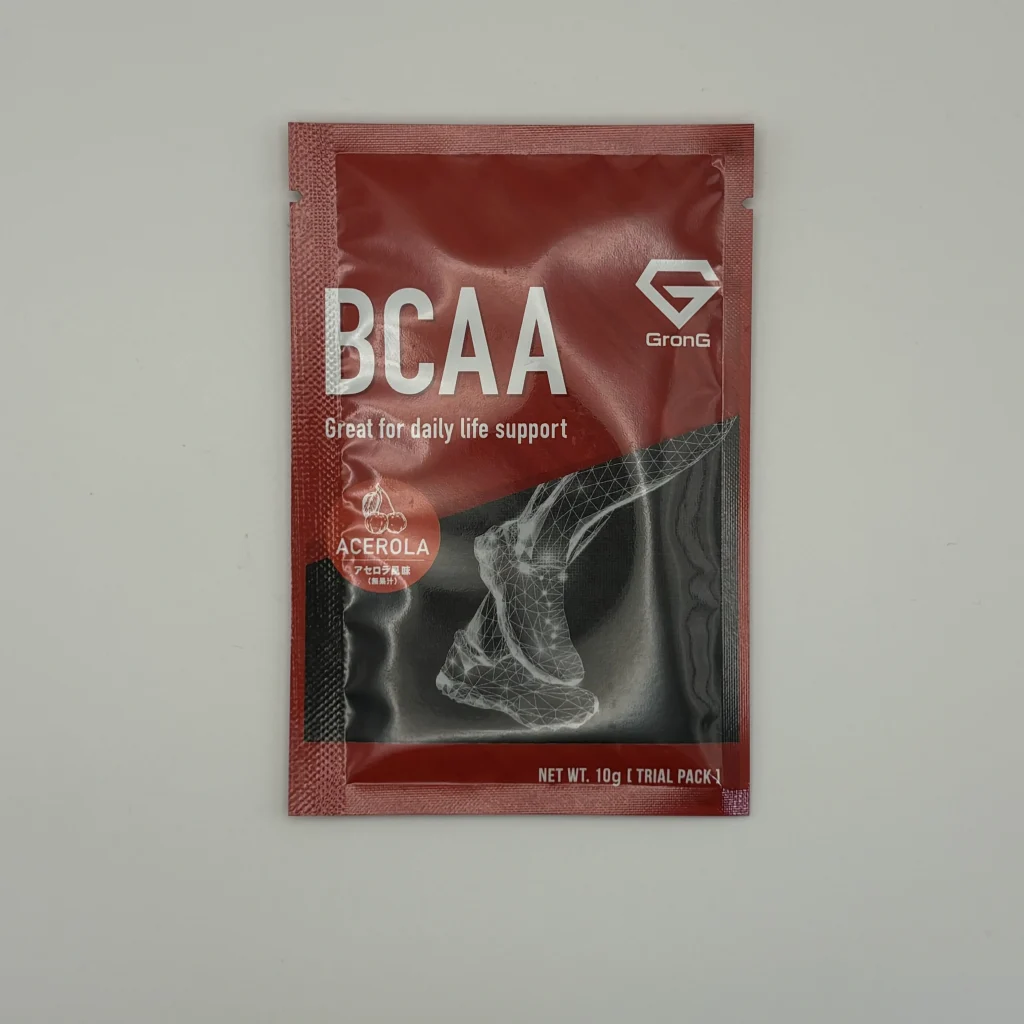 BCAA
GronG
Great for daily life support
ACEROLA
アセロラ風味
(無果汁)
NET WT. 10g [ TRIAL PACK ]